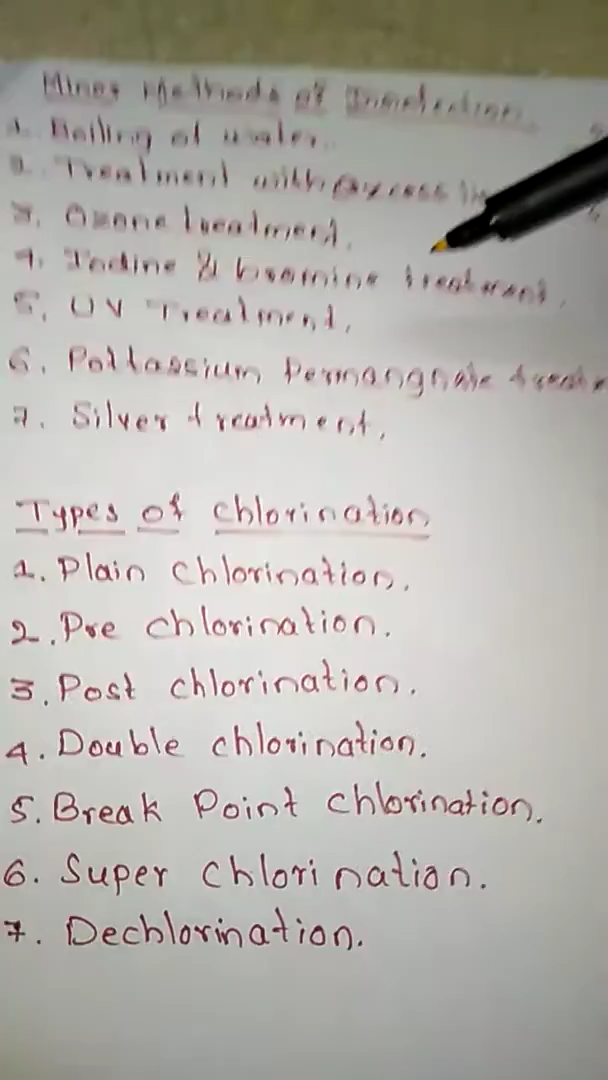 Minor Methods of
1. Boiling of water.
2. Treatment with excess
3. Ozone treatment.
4. Iodine & bromine treatment.
5. UV Treatment.
6. Pottassium Permangnate
7. Silver treatment.
Types of chlorination
1. Plain chlorination.
2. Pre chlorination.
3. Post chlorination.
4. Double chlorination.
5. Break Point chlorination.
6. Super chlorination.
7. Dechlorination.